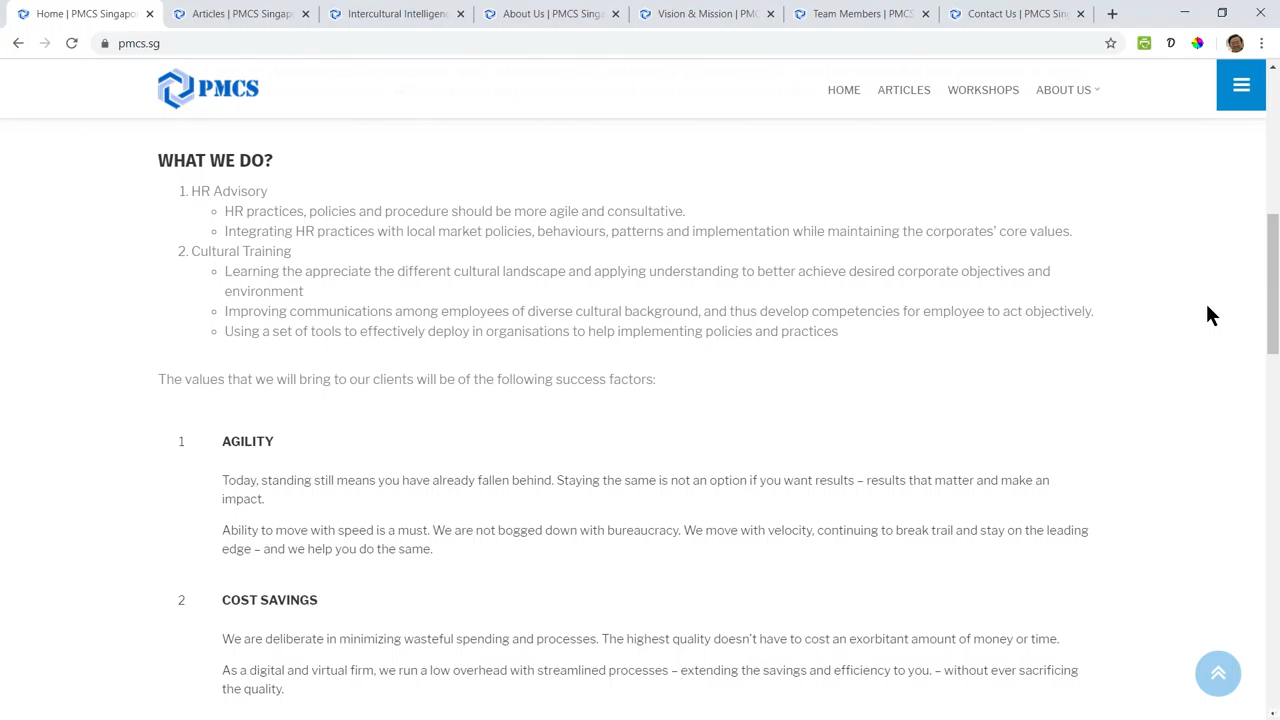 Home | PMCS Singapor
Articles | PMCS Singapo
Intercultural Intelligenc
About Us | PMCS Singa
Vision & Mission | PMC
Team Members | PMCS
Contact Us | PMCS Sing
pmcs.sg
PMCS
HOME ARTICLES WORKSHOPS ABOUT US
WHAT WE DO?
1. HR Advisory
HR practices, policies and procedure should be more agile and consultative.
Integrating HR practices with local market policies, behaviours, patterns and implementation while maintaining the corporates' core values.
2. Cultural Training
Learning the appreciate the different cultural landscape and applying understanding to better achieve desired corporate objectives and
environment
Improving communications among employees of diverse cultural background, and thus develop competencies for employee to act objectively.
Using a set of tools to effectively deploy in organisations to help implementing policies and practices
The values that we will bring to our clients will be of the following success factors:
1 AGILITY
Today, standing still means you have already fallen behind. Staying the same is not an option if you want results – results that matter and make an
impact.
Ability to move with speed is a must. We are not bogged down with bureaucracy. We move with velocity, continuing to break trail and stay on the leading
edge – and we help you do the same.
2 COST SAVINGS
We are deliberate in minimizing wasteful spending and processes. The highest quality doesn't have to cost an exorbitant amount of money or time.
As a digital and virtual firm, we run a low overhead with streamlined processes – extending the savings and efficiency to you. – without ever sacrificing
the quality.